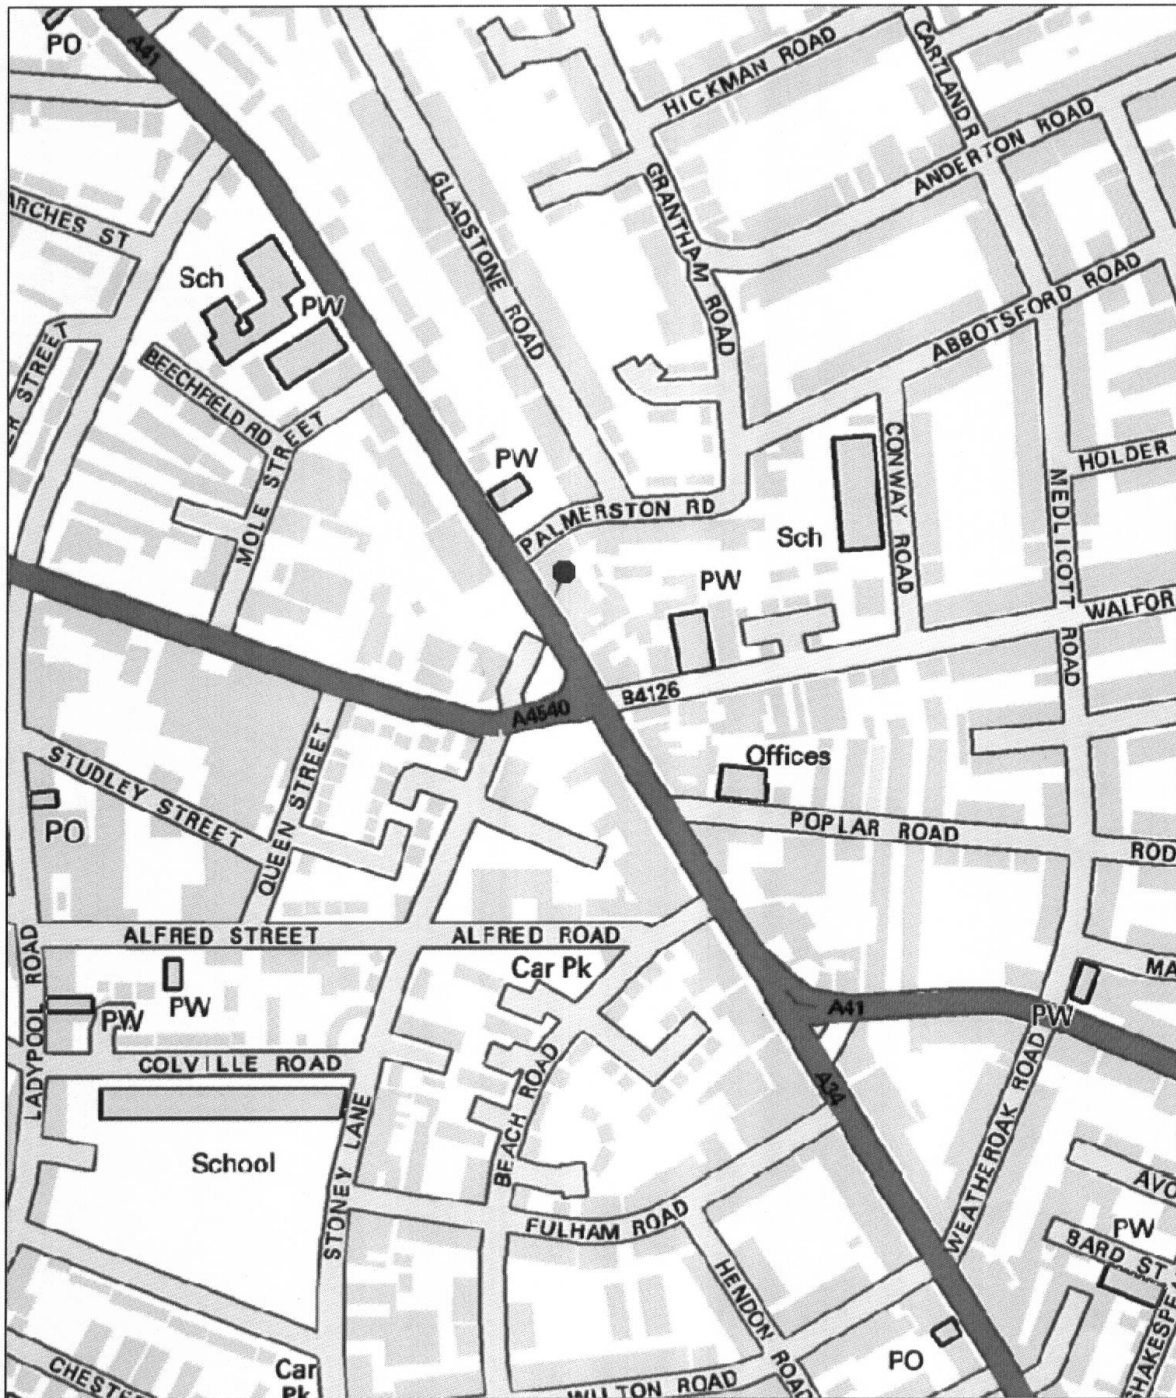 PO
A41
HICKMAN ROAD
CARTLAND R
ANDERTON ROAD
ARCHES ST
GLADSTONE ROAD
GRANTHAM ROAD
Sch
PW
ABBOTSFORD ROAD
BEECHFIELD RD
MOLE STREET
STREET
PW
PALMERSTON RD
CONWAY ROAD
HOLDER
MEDLICOTT ROAD
Sch
PW
WALFOR
B4126
A4540
STUDLEY STREET
QUEEN STREET
Offices
PO
POPLAR ROAD
ROD
ALFRED STREET
ALFRED ROAD
LADYPOOL ROAD
Car Pk
MA
PW
PW
A41
PW
COLVILLE ROAD
BEACH ROAD
A34
School
STONEY LANE
WEATHEROAK ROAD
AVO
FULHAM ROAD
PW
BARD ST
HENDON ROAD
SHAKESPE
PO
CHESTE
Car
Pk
WILTON ROAD